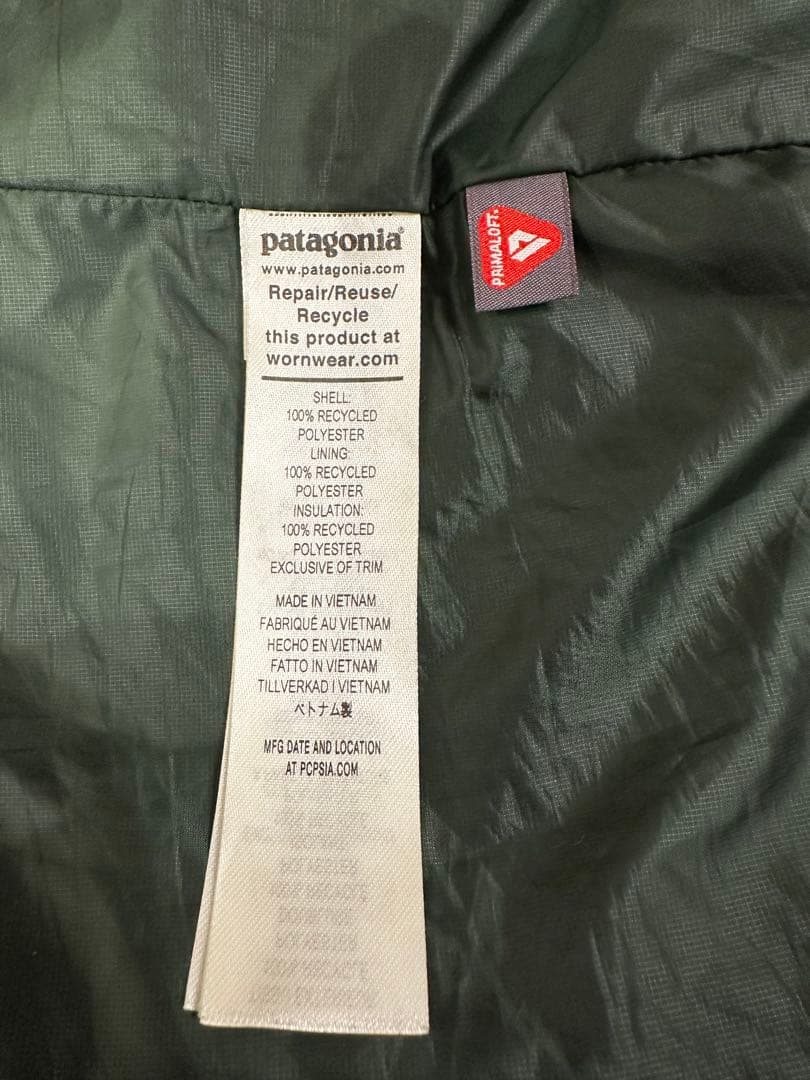 patagonia®
www.patagonia.com
Repair/Reuse/
Recycle
this product at
wornwear.com
SHELL:
100% RECYCLED
POLYESTER
LINING:
100% RECYCLED
POLYESTER
INSULATION:
100% RECYCLED
POLYESTER
EXCLUSIVE OF TRIM
MADE IN VIETNAM
FABRIQUÉ AU VIETNAM
HECHO EN VIETNAM
FATTO IN VIETNAM
TILLVERKAD I VIETNAM
ベトナム製
MFG DATE AND LOCATION
AT PCPSIA.COM
PRIMALOFT.